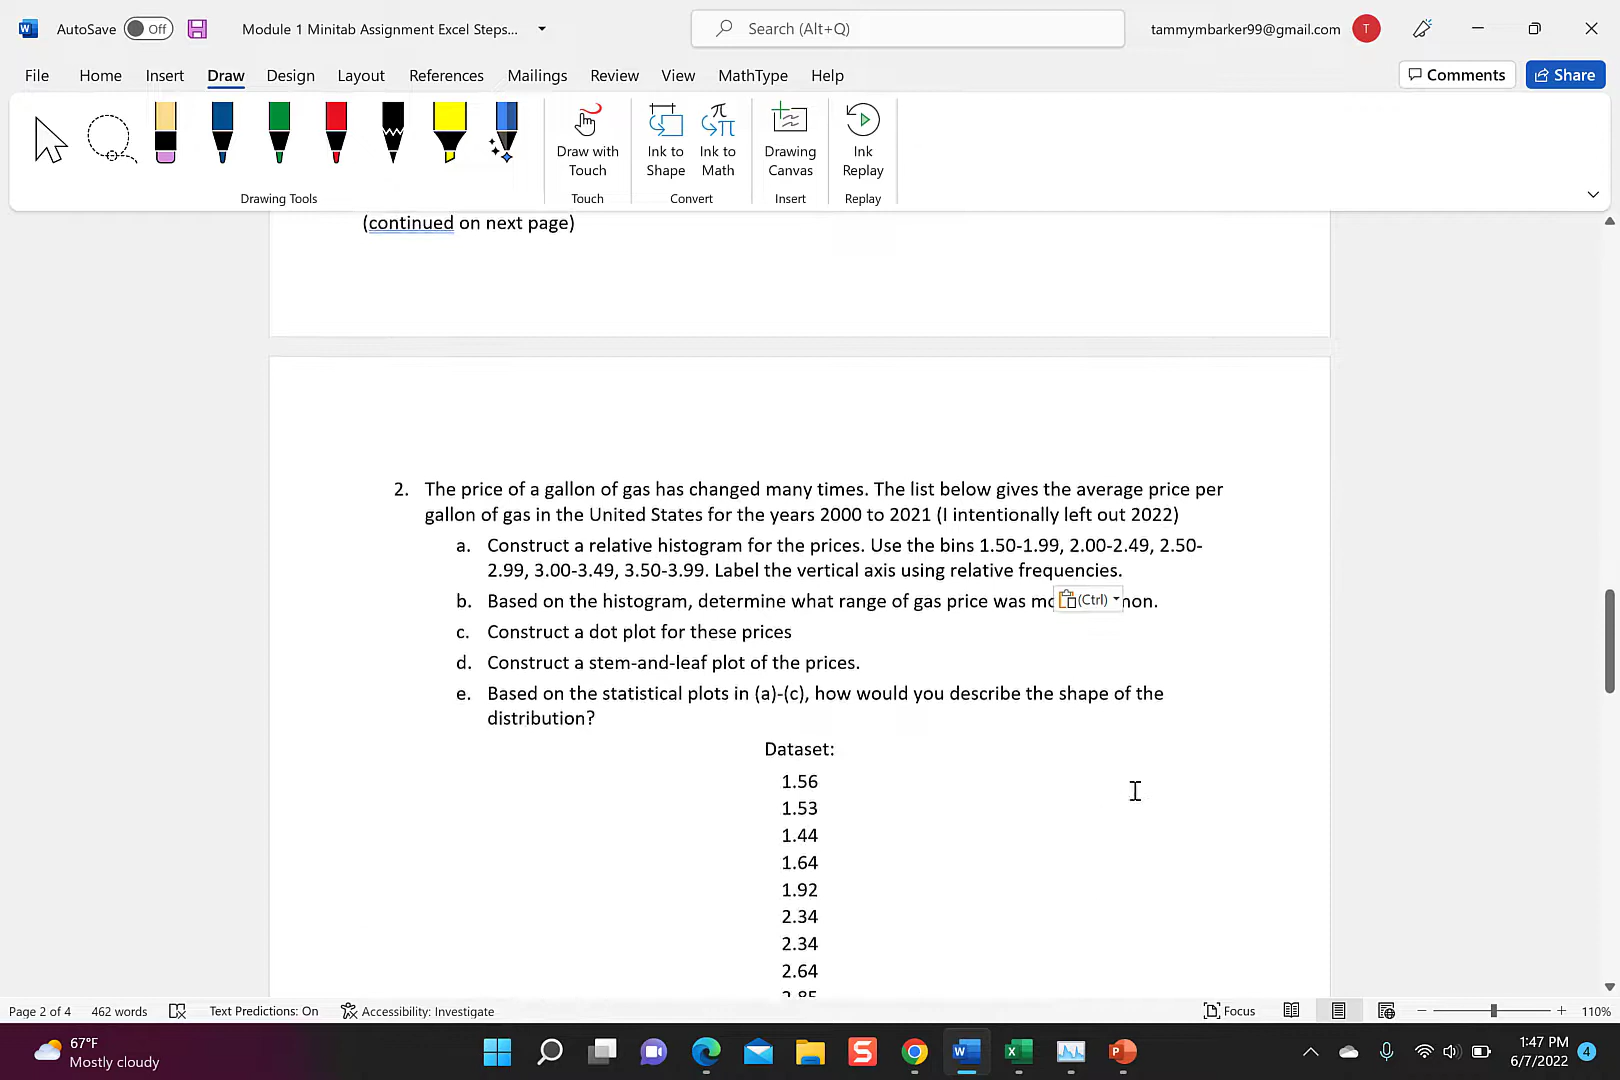 AutoSave Off Module 1 Minitab Assignment Excel Steps... Search (Alt+Q) tammymbarker99@gmail.com T
File Home Insert Draw Design Layout References Mailings Review View MathType Help Comments Share
Draw with Touch
Ink to Shape
Ink to Math
Drawing Canvas
Ink Replay
Drawing Tools Touch Convert Insert Replay
(continued on next page)
2. The price of a gallon of gas has changed many times. The list below gives the average price per
gallon of gas in the United States for the years 2000 to 2021 (I intentionally left out 2022)
a. Construct a relative histogram for the prices. Use the bins 1.50-1.99, 2.00-2.49, 2.50-
2.99, 3.00-3.49, 3.50-3.99. Label the vertical axis using relative frequencies.
b. Based on the histogram, determine what range of gas price was mo (Ctrl) mon.
c. Construct a dot plot for these prices
d. Construct a stem-and-leaf plot of the prices.
e. Based on the statistical plots in (a)-(c), how would you describe the shape of the
distribution?
Dataset:
1.56
1.53
1.44
1.64
1.92
2.34
2.34
2.64
2.85
Page 2 of 4 462 words Text Predictions: On Accessibility: Investigate Focus 110%
67°F
Mostly cloudy
S
W
X
P
1:47 PM
6/7/2022
4